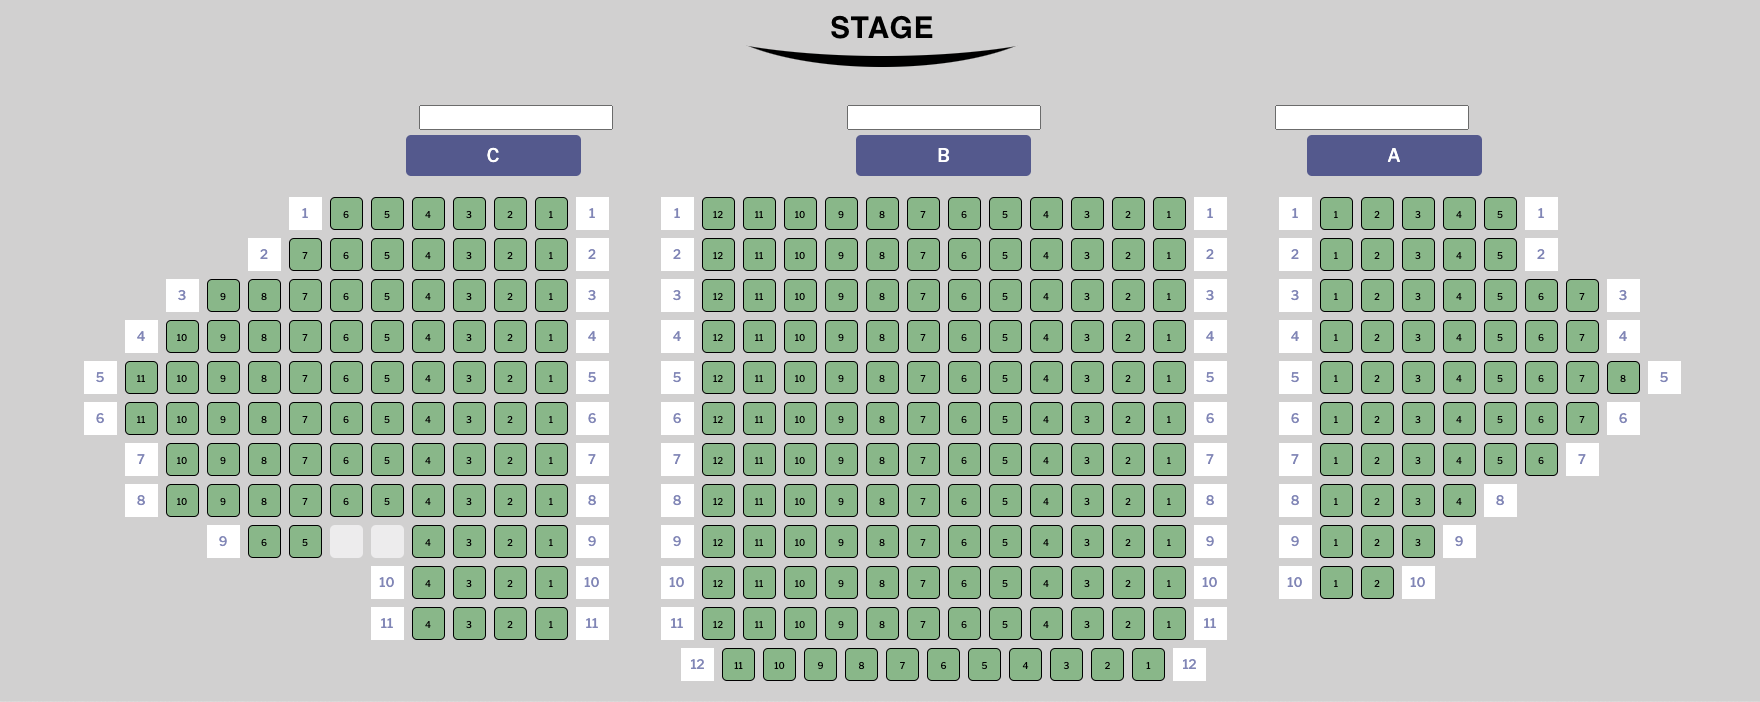 STAGE
C B A
1 6 5 4 3 2 1 1 1 12 11 10 9 8 7 6 5 4 3 2 1 1 1 1 2 3 4 5 1
2 7 6 5 4 3 2 1 2 2 12 11 10 9 8 7 6 5 4 3 2 1 2 2 1 2 3 4 5 2
3 9 8 7 6 5 4 3 2 1 3 3 12 11 10 9 8 7 6 5 4 3 2 1 3 3 1 2 3 4 5 6 7 3
4 10 9 8 7 6 5 4 3 2 1 4 4 12 11 10 9 8 7 6 5 4 3 2 1 4 4 1 2 3 4 5 6 7 4
5 11 10 9 8 7 6 5 4 3 2 1 5 5 12 11 10 9 8 7 6 5 4 3 2 1 5 5 1 2 3 4 5 6 7 8 5
6 11 10 9 8 7 6 5 4 3 2 1 6 6 12 11 10 9 8 7 6 5 4 3 2 1 6 6 1 2 3 4 5 6 7 6
7 10 9 8 7 6 5 4 3 2 1 7 7 12 11 10 9 8 7 6 5 4 3 2 1 7 7 1 2 3 4 5 6 7
8 10 9 8 7 6 5 4 3 2 1 8 8 12 11 10 9 8 7 6 5 4 3 2 1 8 8 1 2 3 4 8
9 6 5 4 3 2 1 9 9 12 11 10 9 8 7 6 5 4 3 2 1 9 9 1 2 3 9
10 4 3 2 1 10 10 12 11 10 9 8 7 6 5 4 3 2 1 10 10 1 2 10
11 4 3 2 1 11 11 12 11 10 9 8 7 6 5 4 3 2 1 11
12 11 10 9 8 7 6 5 4 3 2 1 12